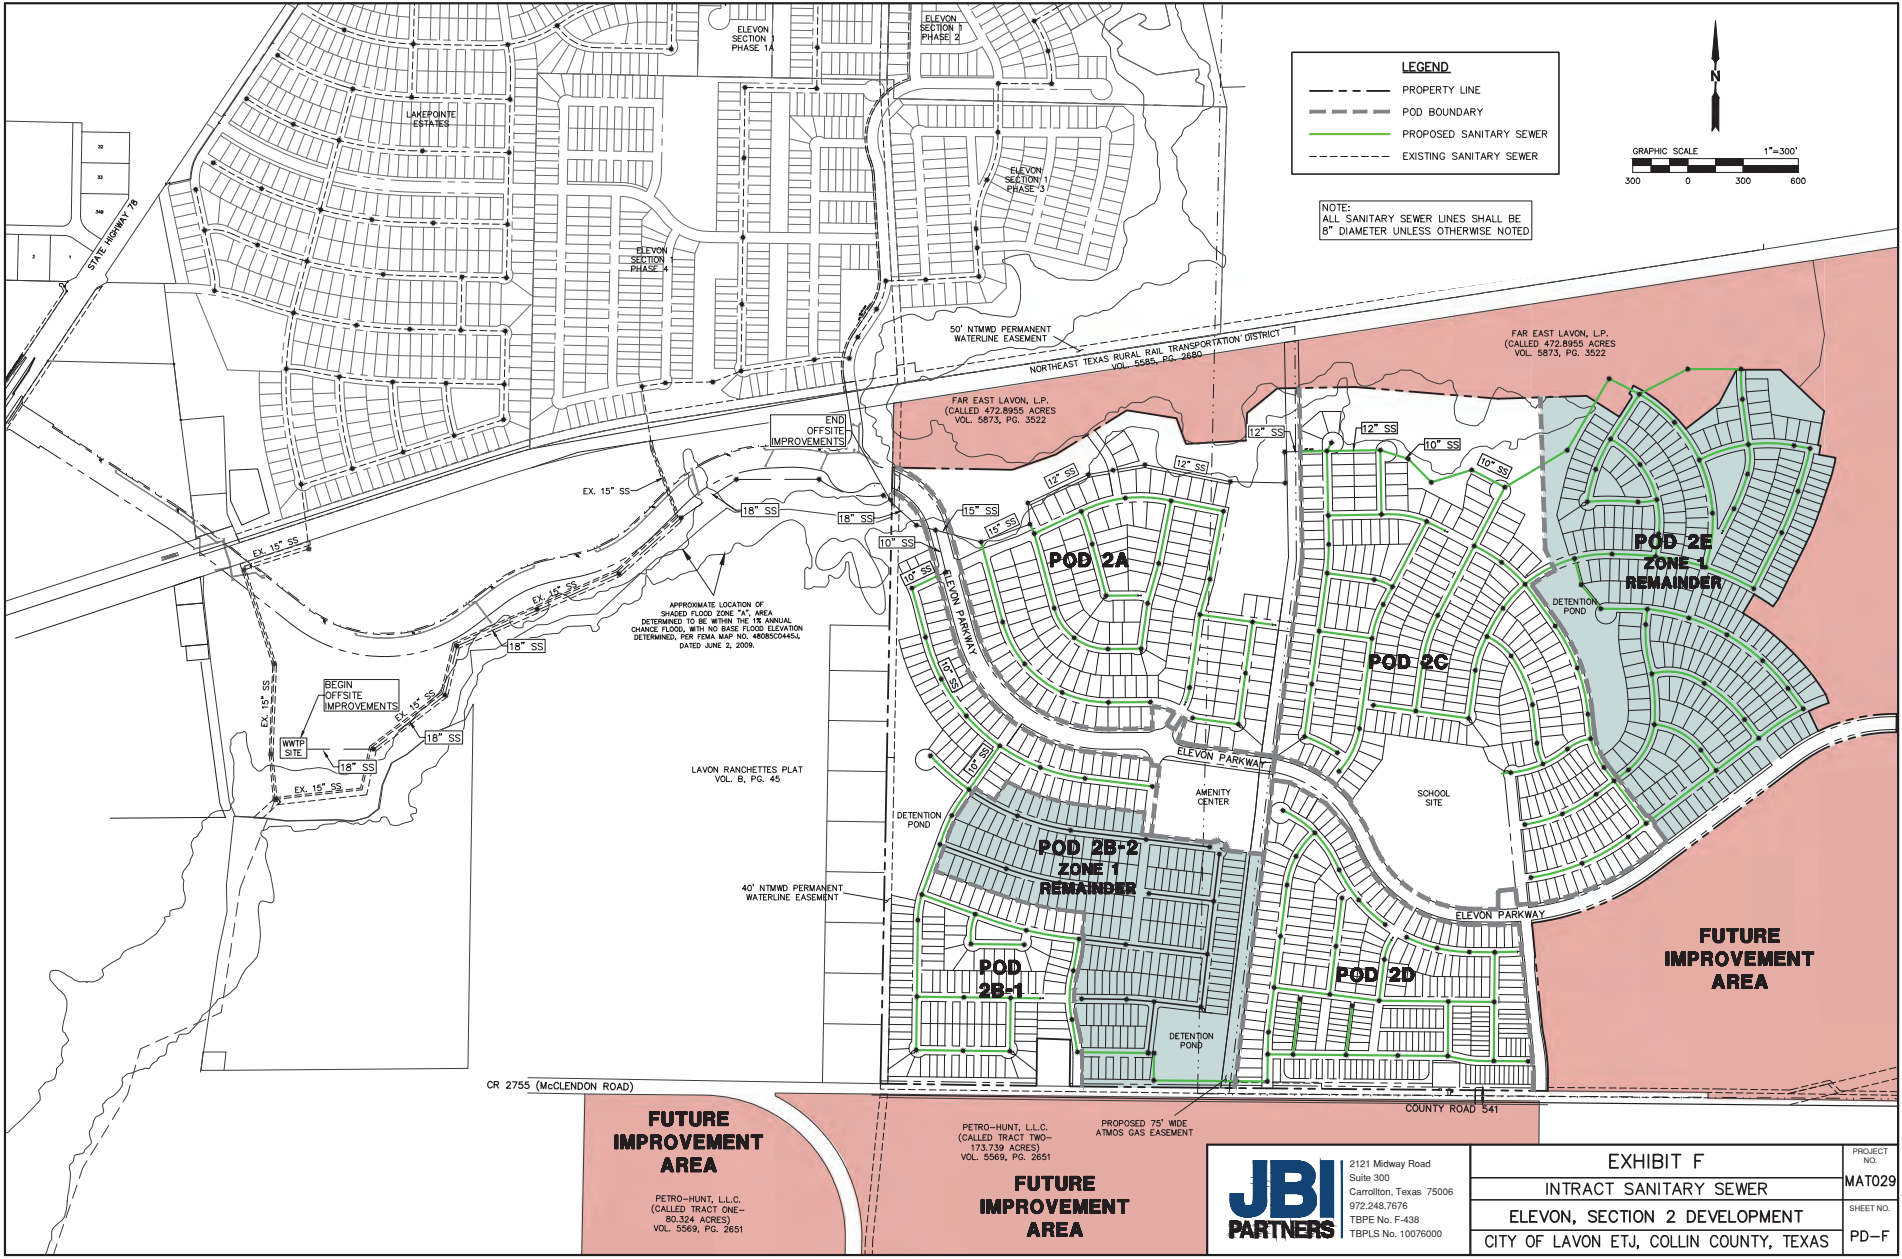 ELEVON
SECTION 1
PHASE 1A
ELEVON
SECTION 1
PHASE 2
LAKEPOINTE
ESTATES
ELEVON
SECTION 1
PHASE 3
ELEVON
SECTION 1
PHASE 4
32
33
34B
2
1
STATE HIGHWAY 78
LEGEND
PROPERTY LINE
POD BOUNDARY
PROPOSED SANITARY SEWER
EXISTING SANITARY SEWER
N
GRAPHIC SCALE
1"=300'
300
0
300
600
NOTE:
ALL SANITARY SEWER LINES SHALL BE
8" DIAMETER UNLESS OTHERWISE NOTED
50' NTMWD PERMANENT
WATERLINE EASEMENT
NORTHEAST TEXAS RURAL RAIL TRANSPORTATION DISTRICT
VOL. 5585, PG. 2680
FAR EAST LAVON, L.P.
(CALLED 472.8955 ACRES
VOL. 5873, PG. 3522
FAR EAST LAVON, L.P.
(CALLED 472.8955 ACRES
VOL. 5873, PG. 3522
END
OFFSITE
IMPROVEMENTS
12" SS
12" SS
10" SS
10" SS
12" SS
12" SS
EX. 15" SS
18" SS
18" SS
15" SS
15" SS
10" SS
10" SS
EX. 15" SS
EX. 15" SS
POD 2A
ELEVON PARKWAY
POD 2E
ZONE 1
REMAINDER
DETENTION
POND
APPROXIMATE LOCATION OF
SHADED FLOOD ZONE "A", AREA
DETERMINED TO BE WITHIN THE 1% ANNUAL
CHANCE FLOOD, WITH NO BASE FLOOD ELEVATION
DETERMINED, PER FEMA MAP NO. 48085C0445J,
DATED JUNE 2, 2009.
18" SS
POD 2C
10" SS
BEGIN
OFFSITE
IMPROVEMENTS
EX. 15" SS
EX. 15" SS
18" SS
WWTP
SITE
18" SS
EX. 15" SS
LAVON RANCHETTES PLAT
VOL. B, PG. 45
10" SS
ELEVON PARKWAY
AMENITY
CENTER
SCHOOL
SITE
DETENTION
POND
POD 2B-2
ZONE 1
REMAINDER
40' NTMWD PERMANENT
WATERLINE EASEMENT
ELEVON PARKWAY
POD
2B-1
POD 2D
FUTURE
IMPROVEMENT
AREA
DETENTION
POND
CR 2755 (McCLENDON ROAD)
COUNTY ROAD 541
FUTURE
IMPROVEMENT
AREA
PETRO-HUNT, L.L.C.
(CALLED TRACT ONE-
80.324 ACRES)
VOL. 5569, PG. 2651
PETRO-HUNT, L.L.C.
(CALLED TRACT TWO-
173.739 ACRES)
VOL. 5569, PG. 2651
FUTURE
IMPROVEMENT
AREA
PROPOSED 75' WIDE
ATMOS GAS EASEMENT
JBI
PARTNERS
2121 Midway Road
Suite 300
Carrollton, Texas 75006
972.248.7676
TBPE No. F-438
TBPLS No. 10076000
EXHIBIT F
INTRACT SANITARY SEWER
ELEVON, SECTION 2 DEVELOPMENT
CITY OF LAVON ETJ, COLLIN COUNTY, TEXAS
PROJECT
NO.
MAT029
SHEET NO.
PD-F